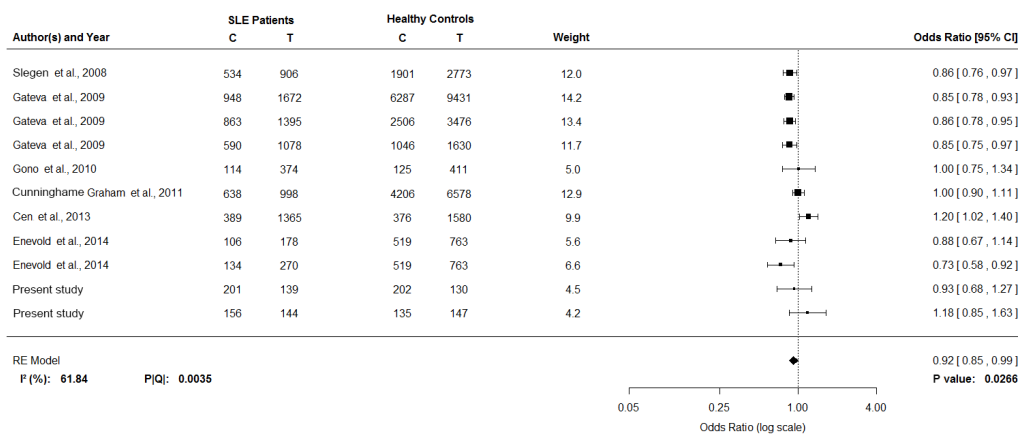 SLE Patients Healthy Controls
Author(s) and Year C T C T Weight Odds Ratio [95% CI]
Slegen et al., 2008 534 906 1901 2773 12.0 0.86 [ 0.76 , 0.97 ]
Gateva et al., 2009 948 1672 6287 9431 14.2 0.85 [ 0.78 , 0.93 ]
Gateva et al., 2009 863 1395 2506 3476 13.4 0.86 [ 0.78 , 0.95 ]
Gateva et al., 2009 590 1078 1046 1630 11.7 0.85 [ 0.75 , 0.97 ]
Gono et al., 2010 114 374 125 411 5.0 1.00 [ 0.75 , 1.34 ]
Cunninghame Graham et al., 2011 638 998 4206 6578 12.9 1.00 [ 0.90 , 1.11 ]
Cen et al., 2013 389 1365 376 1580 9.9 1.20 [ 1.02 , 1.40 ]
Enevold et al., 2014 106 178 519 763 5.6 0.88 [ 0.67 , 1.14 ]
Enevold et al., 2014 134 270 519 763 6.6 0.73 [ 0.58 , 0.92 ]
Present study 201 139 202 130 4.5 0.93 [ 0.68 , 1.27 ]
Present study 156 144 135 147 4.2 1.18 [ 0.85 , 1.63 ]
RE Model 0.92 [ 0.85 , 0.99 ]
I² (%): 61.84 P|Q|: 0.0035 P value: 0.0266
0.05 0.25 1.00 4.00
Odds Ratio (log scale)